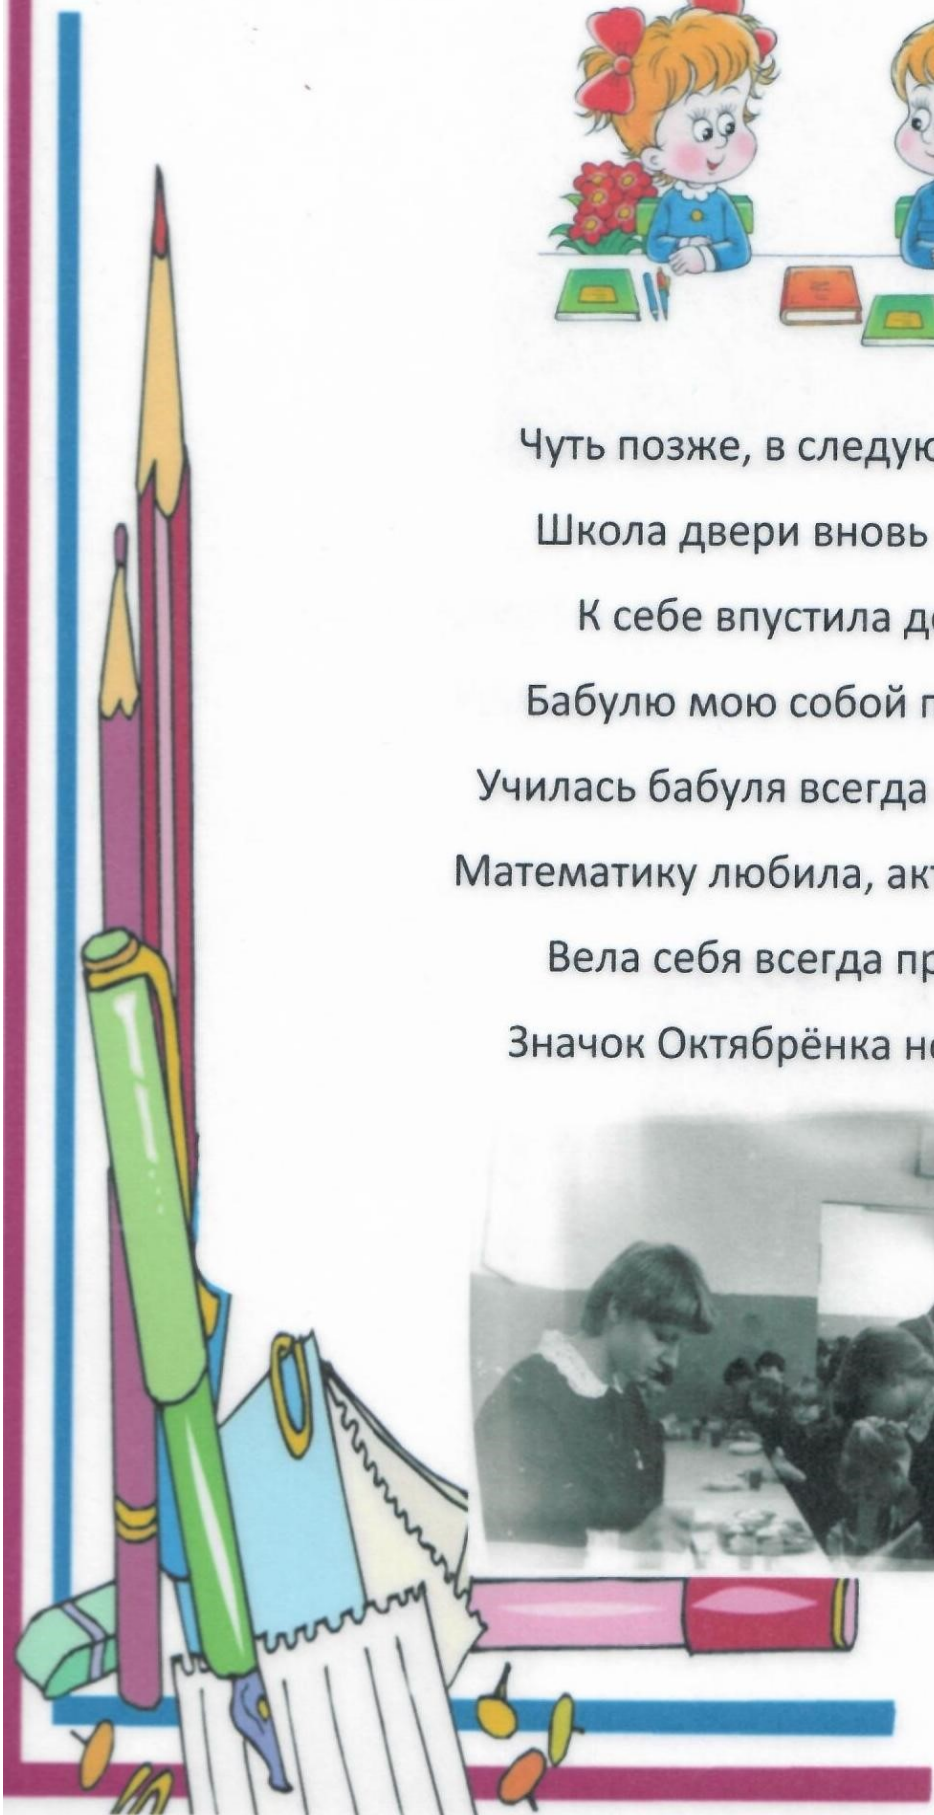 Чуть позже, в следую
Школа двери вновь
К себе впустила
Бабулю мою собой
Училась бабуля всегда
Математику любила,
Вела себя всегда
Значок Октябрёнка